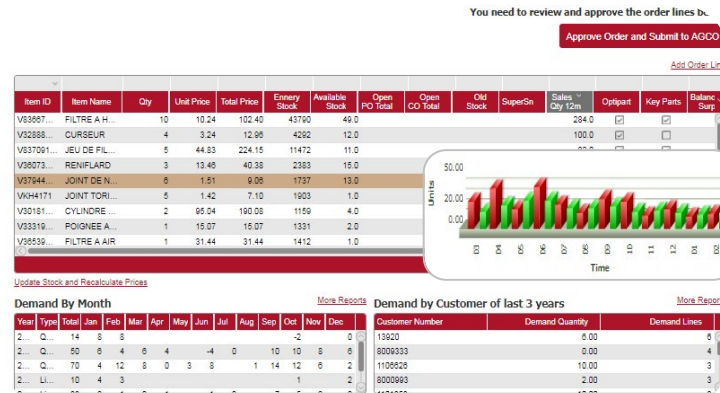 You need to review and approve the order lines
Approve Order and Submit to AGCO
Add Order Lin
Item ID Item Name Qty Unit Price Total Price Ennery Stock Available Stock Open PO Total Open CO Total Old Stock SuperSn Sales Qty 12m Optipart Key Parts Balanc Surp
V83667... FILTRE A H... 10 10.24 102.40 43790 49.0 284.0
V32888... CURSEUR 4 3.24 12.96 4292 12.0 100.0
V837091... JEU DE FIL... 5 44.83 224.15 11472 11.0
V36073... RENIFLARD 3 13.46 40.38 2383 15.0
V37944... JOINT DE N... 6 1.51 9.06 1737 13.0
VKH4171 JOINT TORI... 5 1.42 7.10 1903 1.0
V30181... CYLINDRE ... 2 95.04 190.08 1159 4.0
V33319... POIGNEE A... 1 15.07 15.07 1331 2.0
V36539... FILTRE A AIR 1 31.44 31.44 1412 1.0
50.00
20.00
0.00
Units
03 04 05 06 07 08 09 10 11 12 01 02
Time
Update Stock and Recalculate Prices
Demand By Month More Reports
Year Type Total Jan Feb Mar Apr May Jun Jul Aug Sep Oct Nov Dec
2... Q... 14 8 8 -2 0
2... Q... 50 6 4 6 4 -4 0 10 10 8 6
2... Q... 70 4 12 8 0 3 8 1 14 12 6 2
2... Li... 10 4 3 1 2
Demand by Customer of last 3 years More Repor
Customer Number Demand Quantity Demand Lines
13920 6.00 6
8009333 0.00 4
1106626 10.00 3
8000993 2.00 3